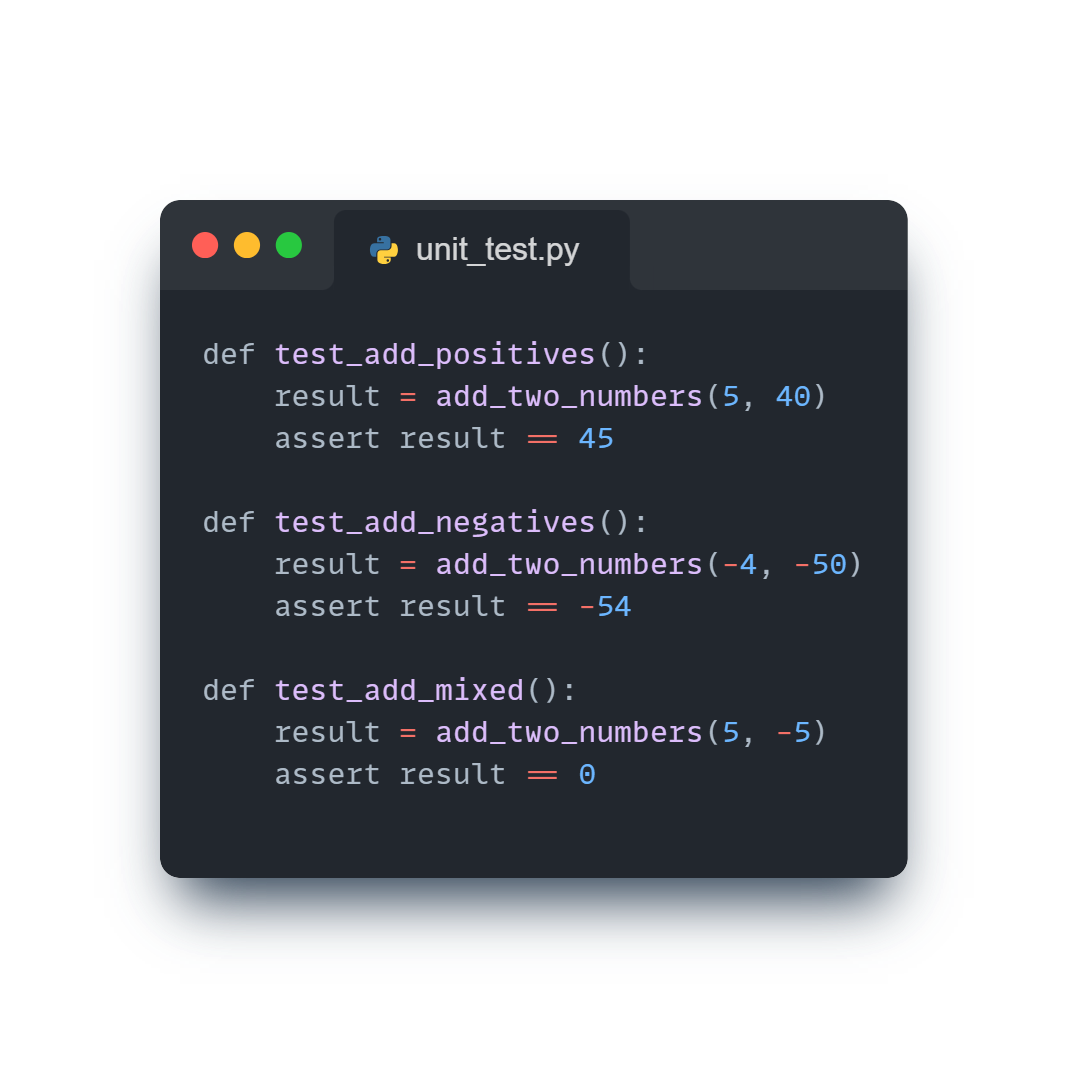 unit_test.py
def test_add_positives():
    result = add_two_numbers(5, 40)
    assert result == 45
def test_add_negatives():
    result = add_two_numbers(-4, -50)
    assert result == -54
def test_add_mixed():
    result = add_two_numbers(5, -5)
    assert result == 0